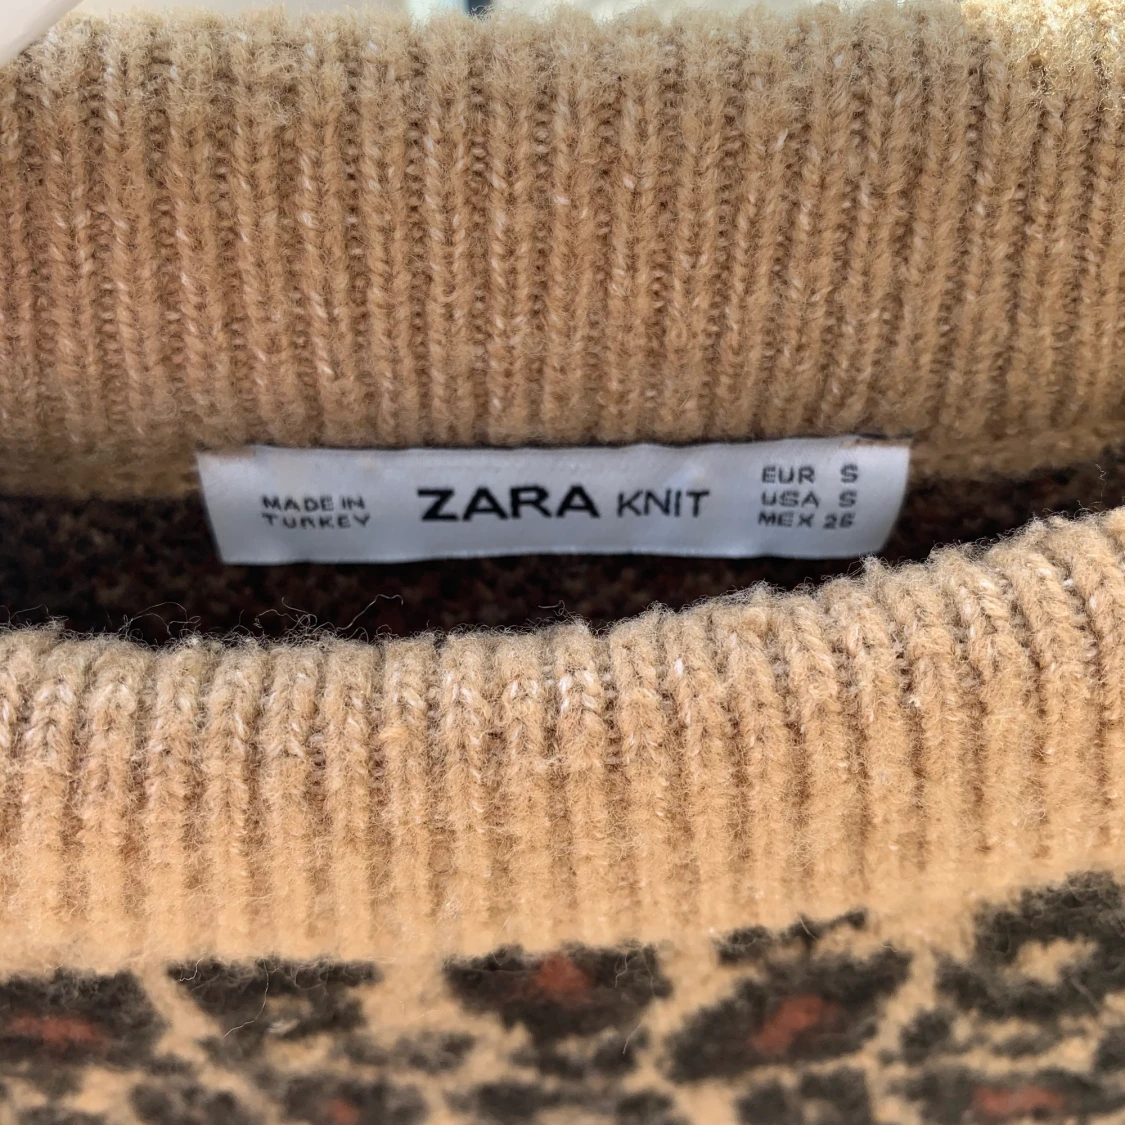 MADE IN
TURKEY
ZARA KNIT
EUR S
USA S
MEX 26